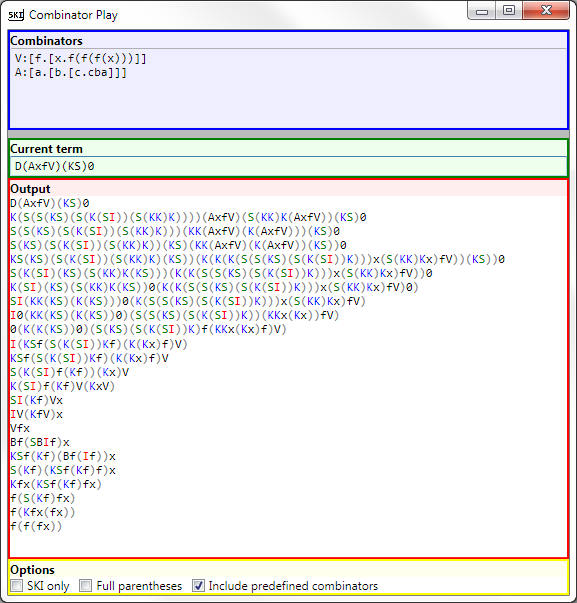 SKI Combinator Play
Combinators
V:[f.[x.f(f(f(x)))]]
A:[a.[b.[c.cba]]]
Current term
D(AxfV)(KS)0
Output
D(AxfV)(KS)0
K(S(S(KS)(S(K(SI))(S(KK)K))))(AxfV)(S(KK)K(AxfV))(KS)0
S(S(KS)(S(K(SI))(S(KK)K)))(KK(AxfV)(K(AxfV)))(KS)0
S(KS)(S(K(SI))(S(KK)K))(KS)(KK(AxfV)(K(AxfV))(KS))0
KS(KS)(S(K(SI))(S(KK)K)(KS))(K(K(K(S(S(KS)(S(K(SI))K)))x(S(KK)Kx)fV))(KS))0
S(K(SI)(KS)(S(KK)K(KS)))(K(K(S(S(KS)(S(K(SI))K)))x(S(KK)Kx)fV))0
K(SI)(KS)(S(KK)K(KS))0(K(K(S(S(KS)(S(K(SI))K)))x(S(KK)Kx)fV)0)
SI(KK(KS)(K(KS)))0(K(S(S(KS)(S(K(SI))K)))x(S(KK)Kx)fV)
I0(KK(KS)(K(KS))0)(S(S(KS)(S(K(SI))K))(KKx(Kx))fV)
0(K(K(KS))0)(S(KS)(S(K(SI))K)f(KKx(Kx)f)V)
I(KSf(S(K(SI))Kf)(K(Kx)f)V)
KSf(S(K(SI))Kf)(K(Kx)f)V
S(K(SI)f(Kf))(Kx)V
K(SI)f(Kf)V(KxV)
SI(Kf)Vx
IV(KfV)x
Vfx
Bf(SBIf)x
KSf(Kf)(Bf(If))x
S(Kf)(KSf(Kf)f)x
Kfx(KSf(Kf)fx)
f(S(Kf)fx)
f(Kfx(fx))
f(f(fx))
Options
SKI only Full parentheses Include predefined combinators